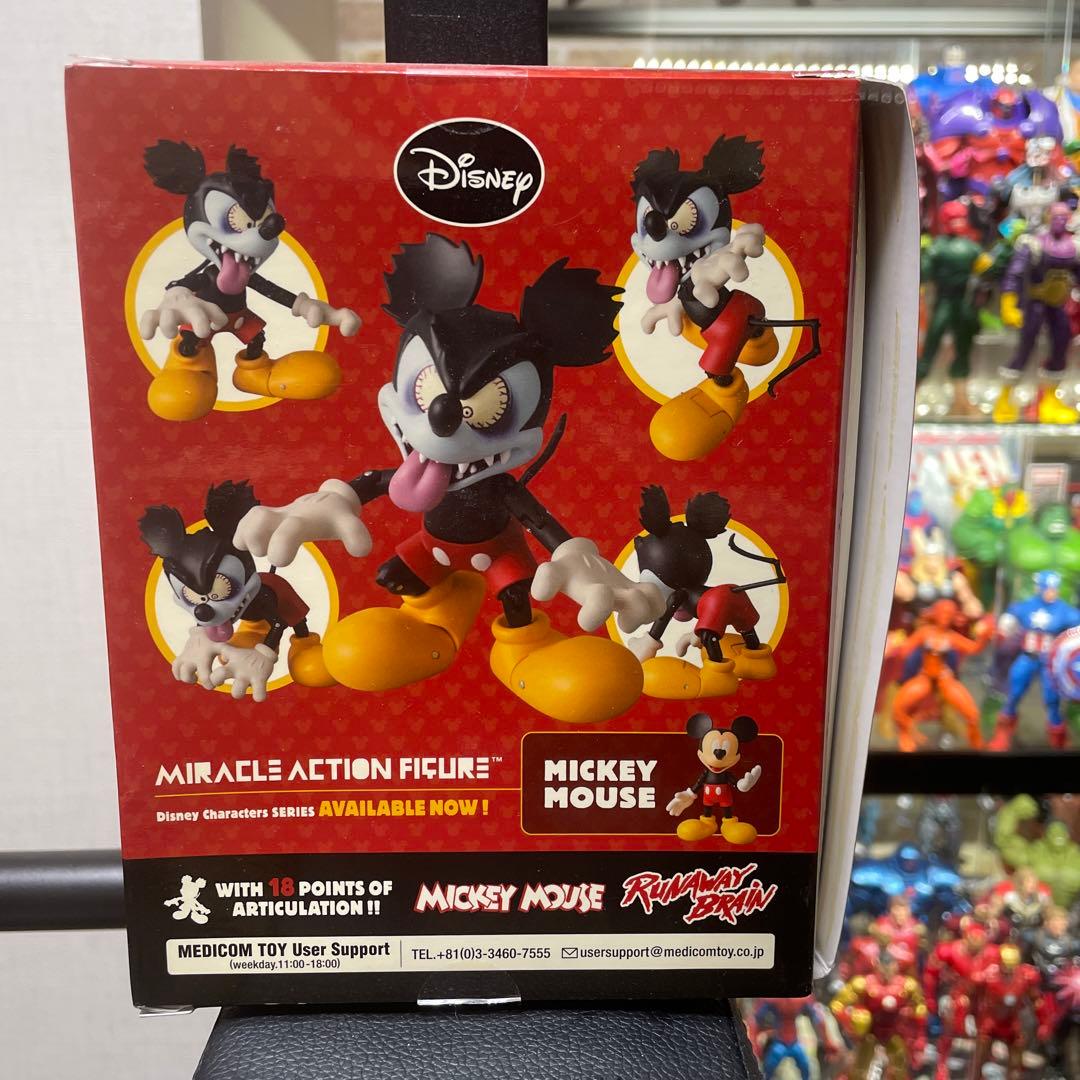 Disney
MIRACLE ACTION FIGURE™
Disney Characters SERIES AVAILABLE NOW !
MICKEY
MOUSE
WITH 18 POINTS OF
ARTICULATION !!
MICKEY MOUSE
RUNAWAY
BRAIN
MEDICOM TOY User Support
(weekday.11:00-18:00)
TEL.+81(0)3-3460-7555
usersupport@medicomtoy.co.jp